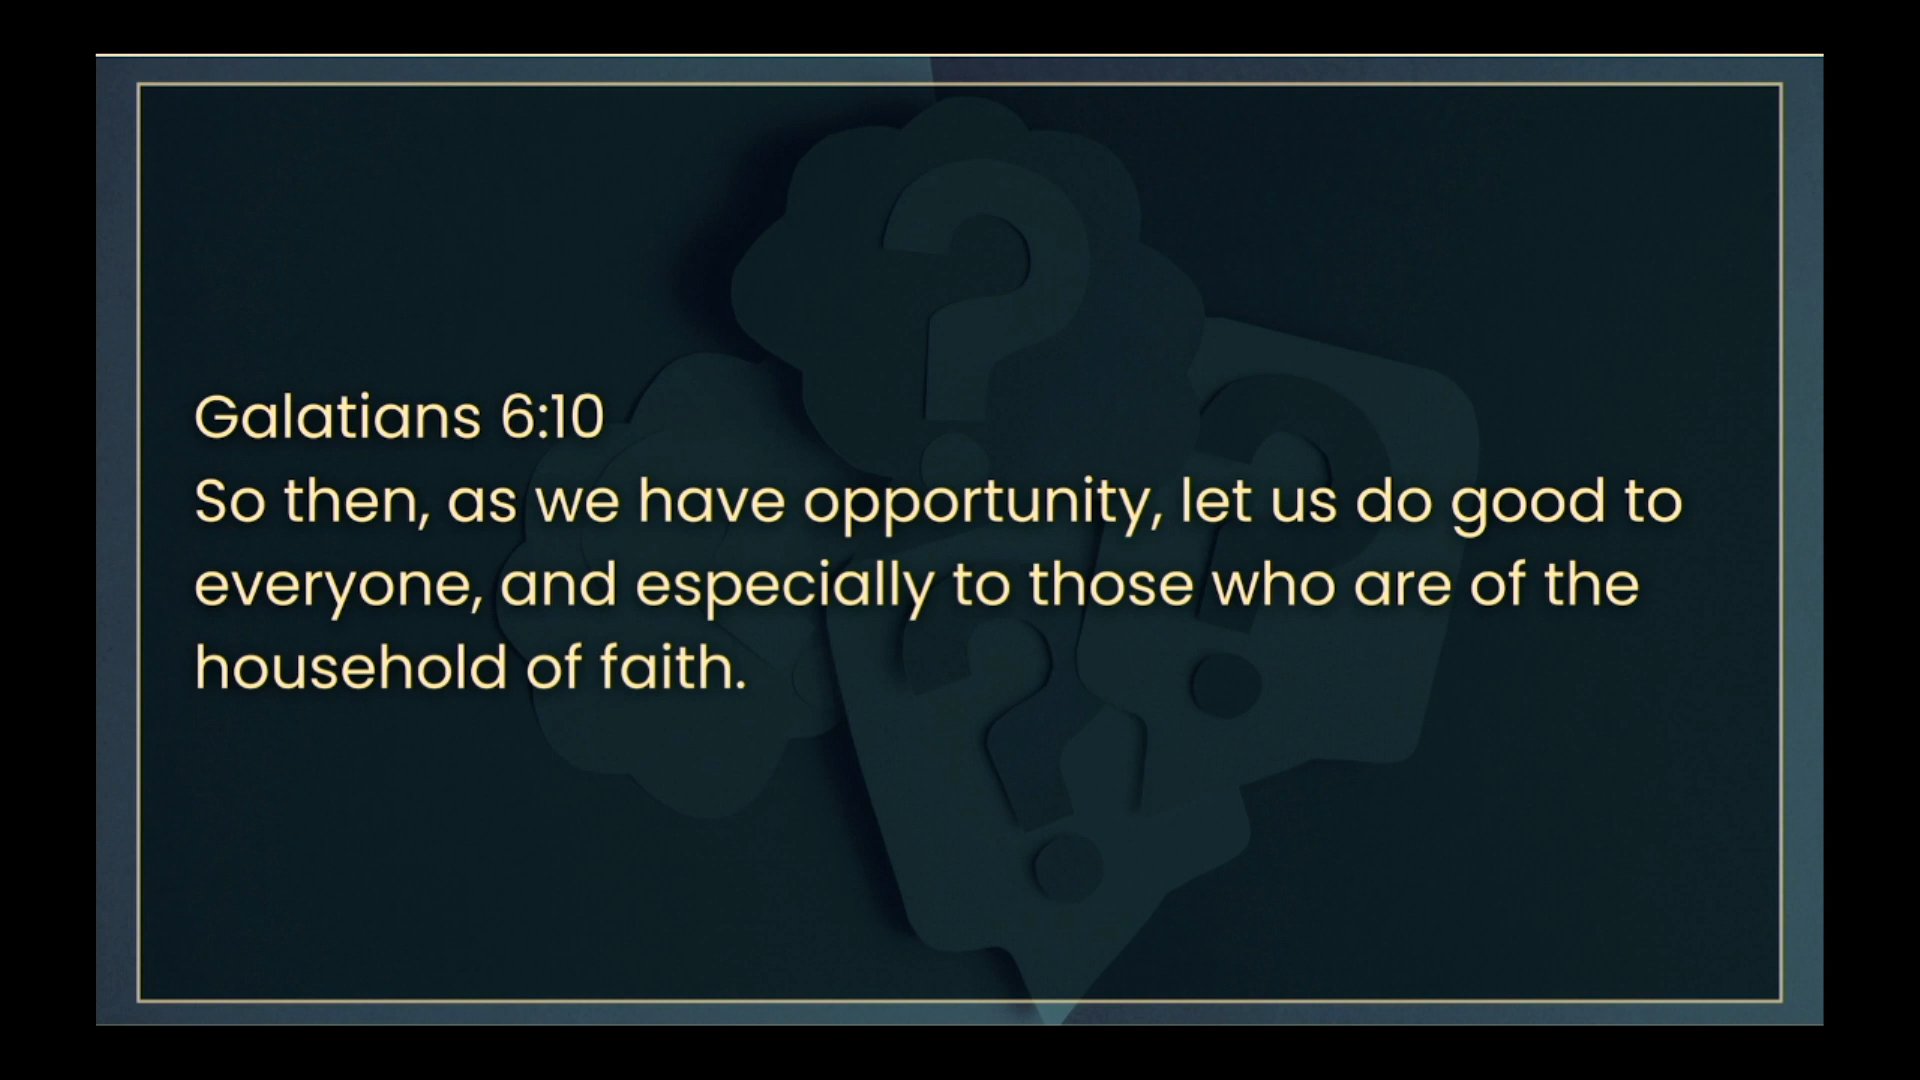 Galatians 6:10
So then, as we have opportunity, let us do good to
everyone, and especially to those who are of the
household of faith.